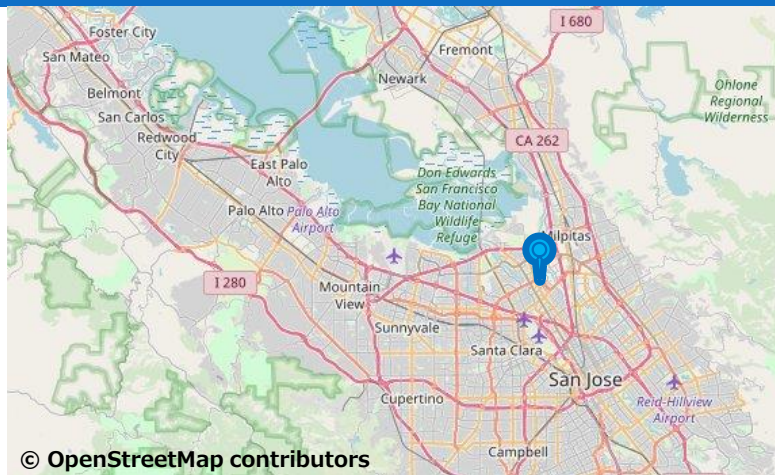 Foster City
San Mateo
Belmont
San Carlos
Redwood
City
East Palo
Alto
Palo Alto
Palo Alto
Airport
I 280
Mountain
View
Sunnyvale
Cupertino
Santa Clara
San Jose
Campbell
Reid-Hillview
Airport
Milpitas
Don Edwards
San Francisco
Bay National
Wildlife
Refuge
Newark
Fremont
I 680
CA 262
Ohlone
Regional
Wilderness
© OpenStreetMap contributors